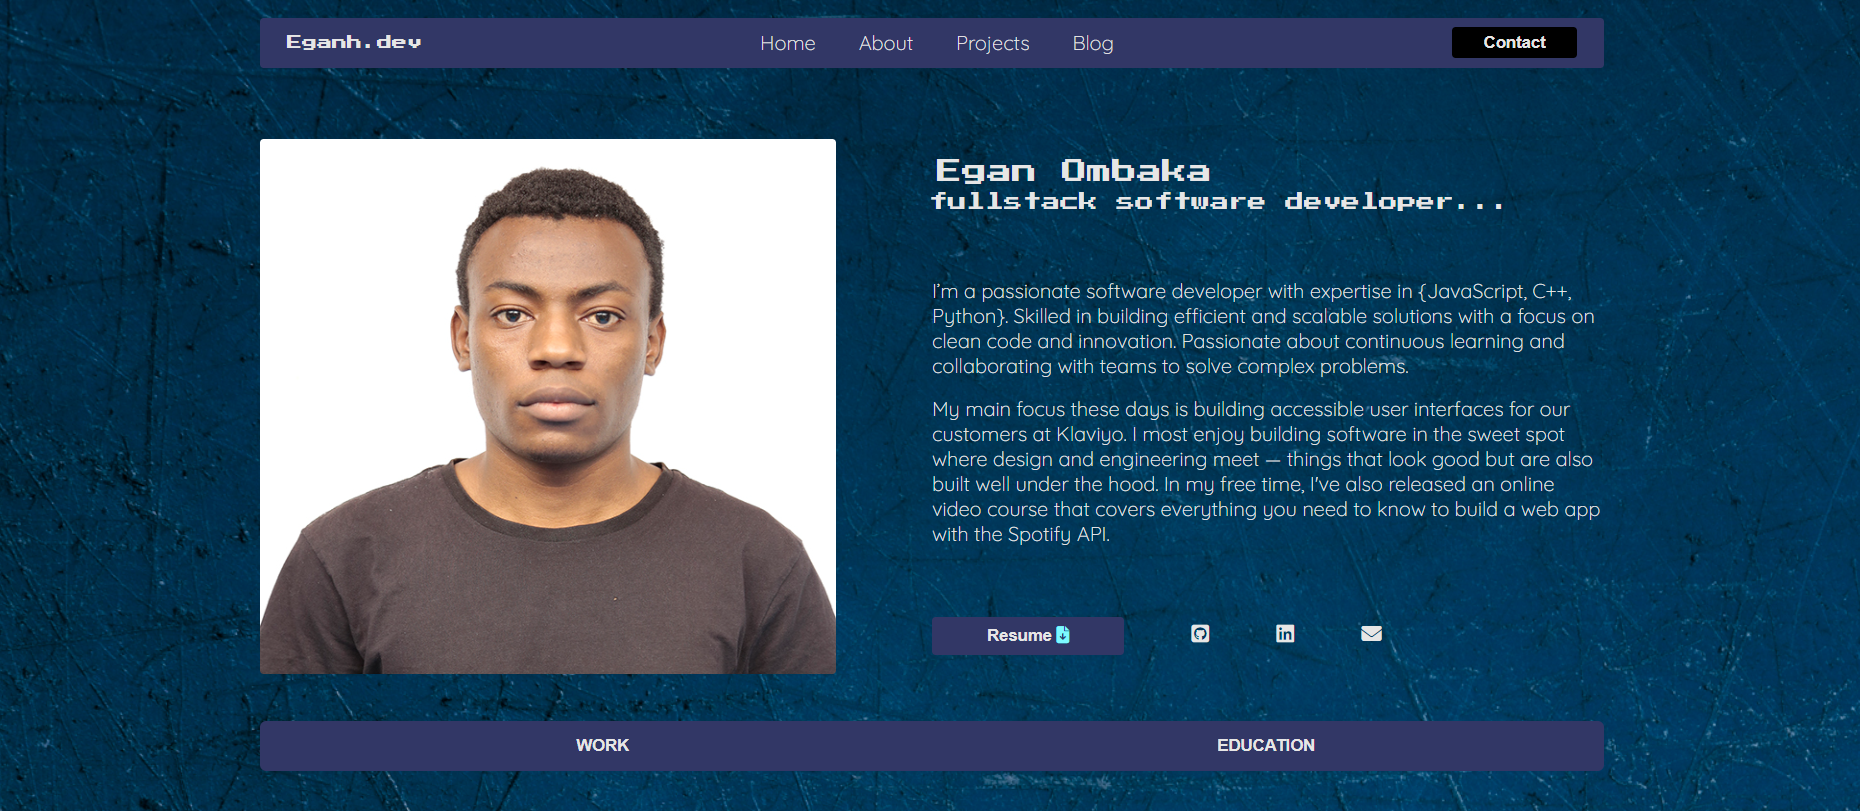 Eganh.dev
Home About Projects Blog
Contact
Egan Ombaka
fullstack software developer...
I'm a passionate software developer with expertise in {JavaScript, C++,
Python}. Skilled in building efficient and scalable solutions with a focus on
clean code and innovation. Passionate about continuous learning and
collaborating with teams to solve complex problems.
My main focus these days is building accessible user interfaces for our
customers at Klaviyo. I most enjoy building software in the sweet spot
where design and engineering meet — things that look good but are also
built well under the hood. In my free time, I've also released an online
video course that covers everything you need to know to build a web app
with the Spotify API.
Resume
WORK
EDUCATION